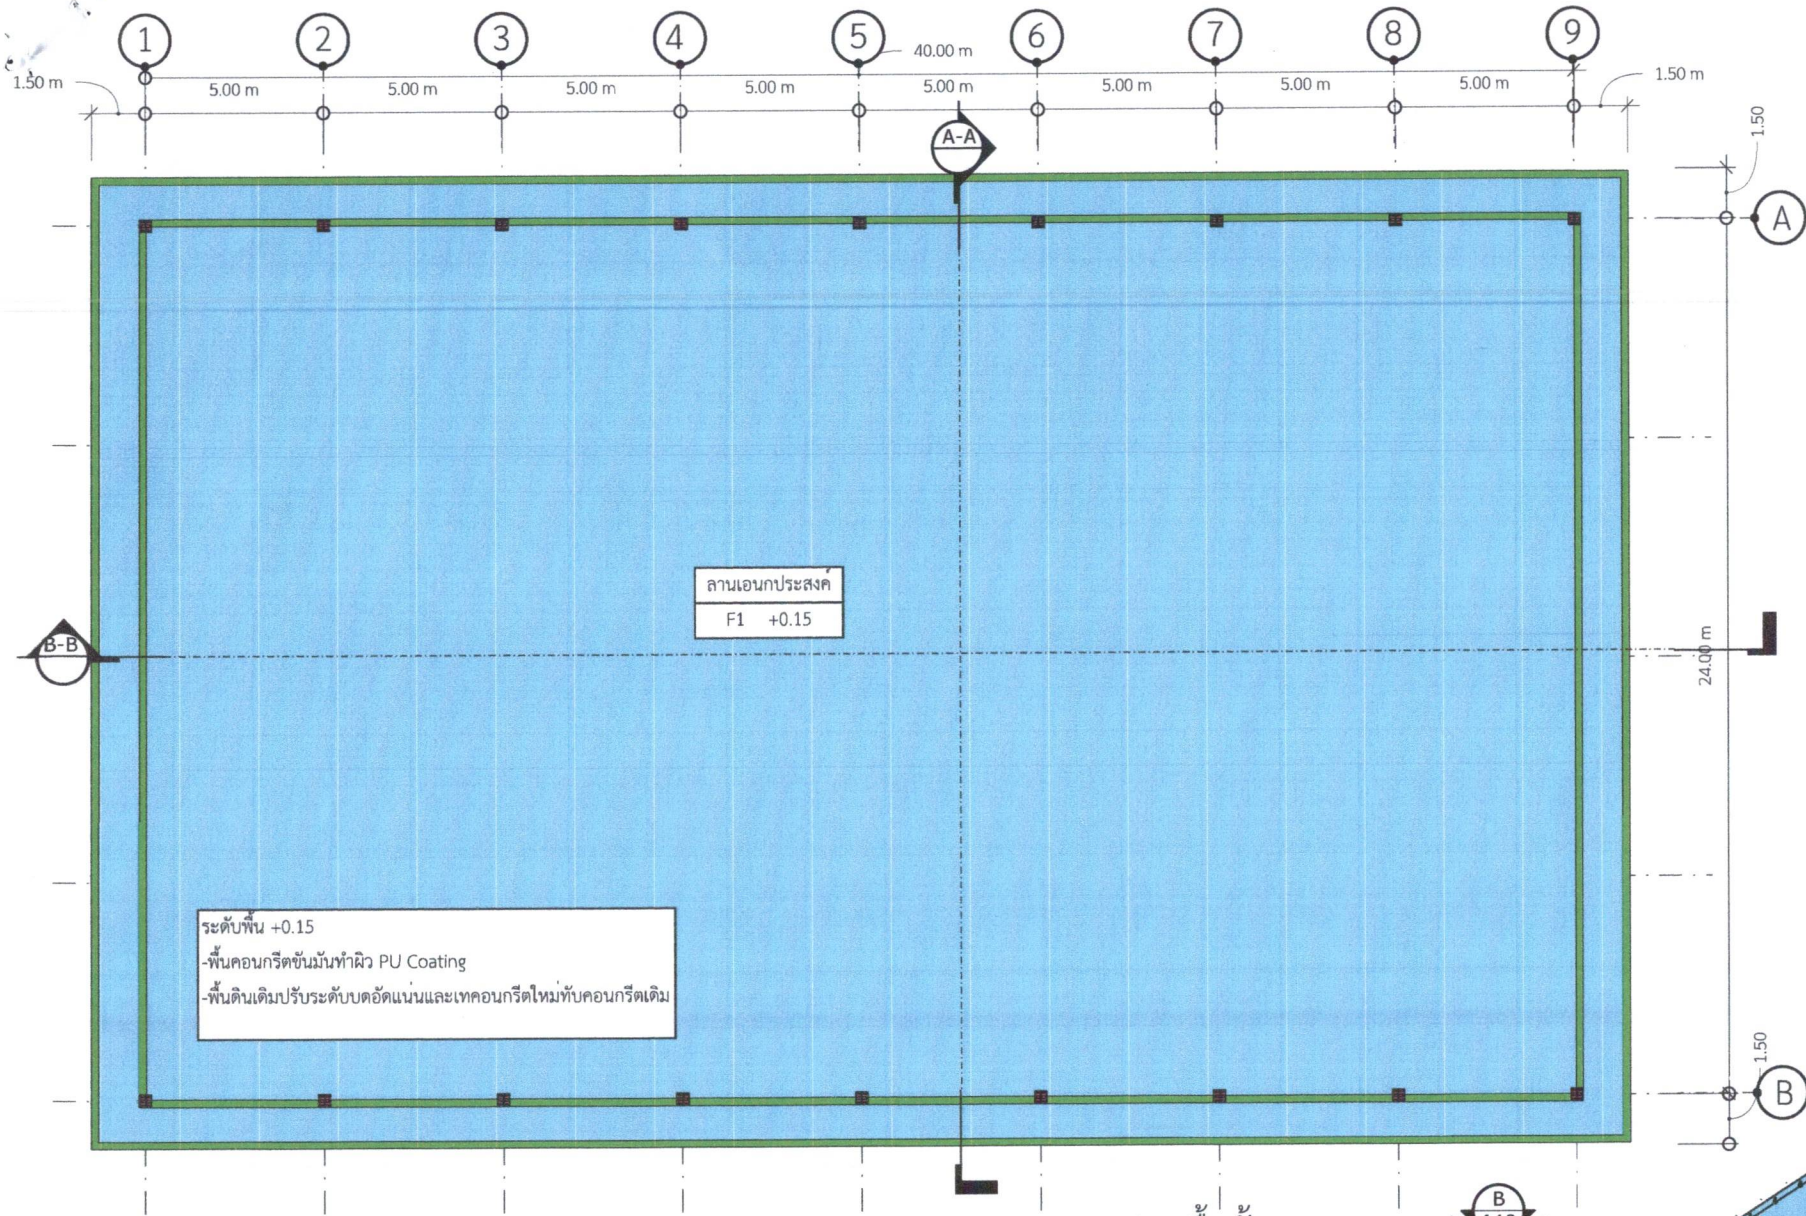 1 2 3 4 5 6 7 8 9
40.00 m
1.50 m 5.00 m 5.00 m 5.00 m 5.00 m 5.00 m 5.00 m 5.00 m 5.00 m 1.50 m
1.50
A-A
A
ลานเอนกประสงค์
F1 +0.15
B-B
24.00 m
ระดับพื้น +0.15
-พื้นคอนกรีตขันมันทำผิว PU Coating
-พื้นดินเดิมปรับระดับบดอัดแน่นและเทคอนกรีตใหม่ทับคอนกรีตเดิม
1.50
B
B